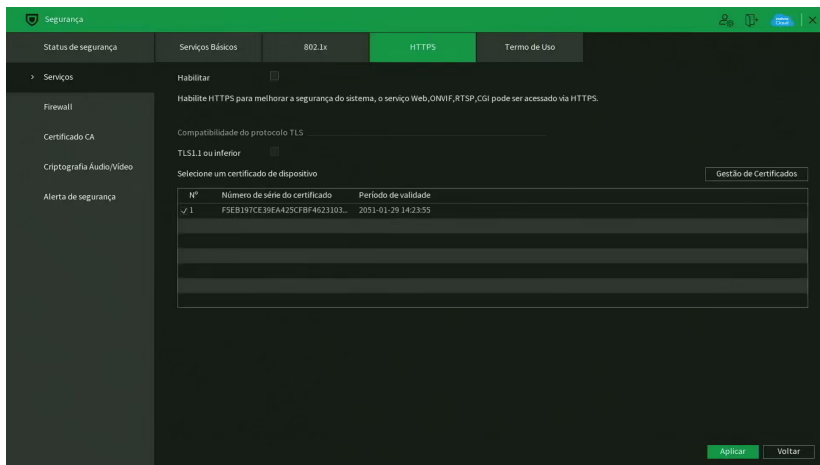 Segurança
Cloud
Status de segurança
Serviços Básicos
802.1x
HTTPS
Termo de Uso
> Serviços
Firewall
Certificado CA
Criptografia Áudio/Vídeo
Alerta de segurança
Habilitar
Habilite HTTPS para melhorar a segurança do sistema, o serviço Web,ONVIF,RTSP,CGI pode ser acessado via HTTPS.
Compatibilidade do protocolo TLS
TLS1.1 ou inferior
Selecione um certificado de dispositivo
Gestão de Certificados
Nº Número de série do certificado Período de validade
1 F5EB197CE39EA425CFBF4623103... 2051-01-29 14:23:55
Aplicar
Voltar